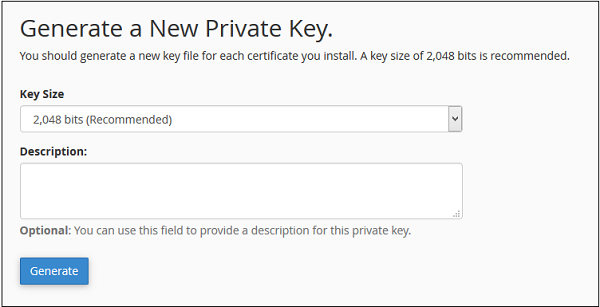 Generate a New Private Key.
You should generate a new key file for each certificate you install. A key size of 2,048 bits is recommended.
Key Size
2,048 bits (Recommended)
Description:
Optional: You can use this field to provide a description for this private key.
Generate